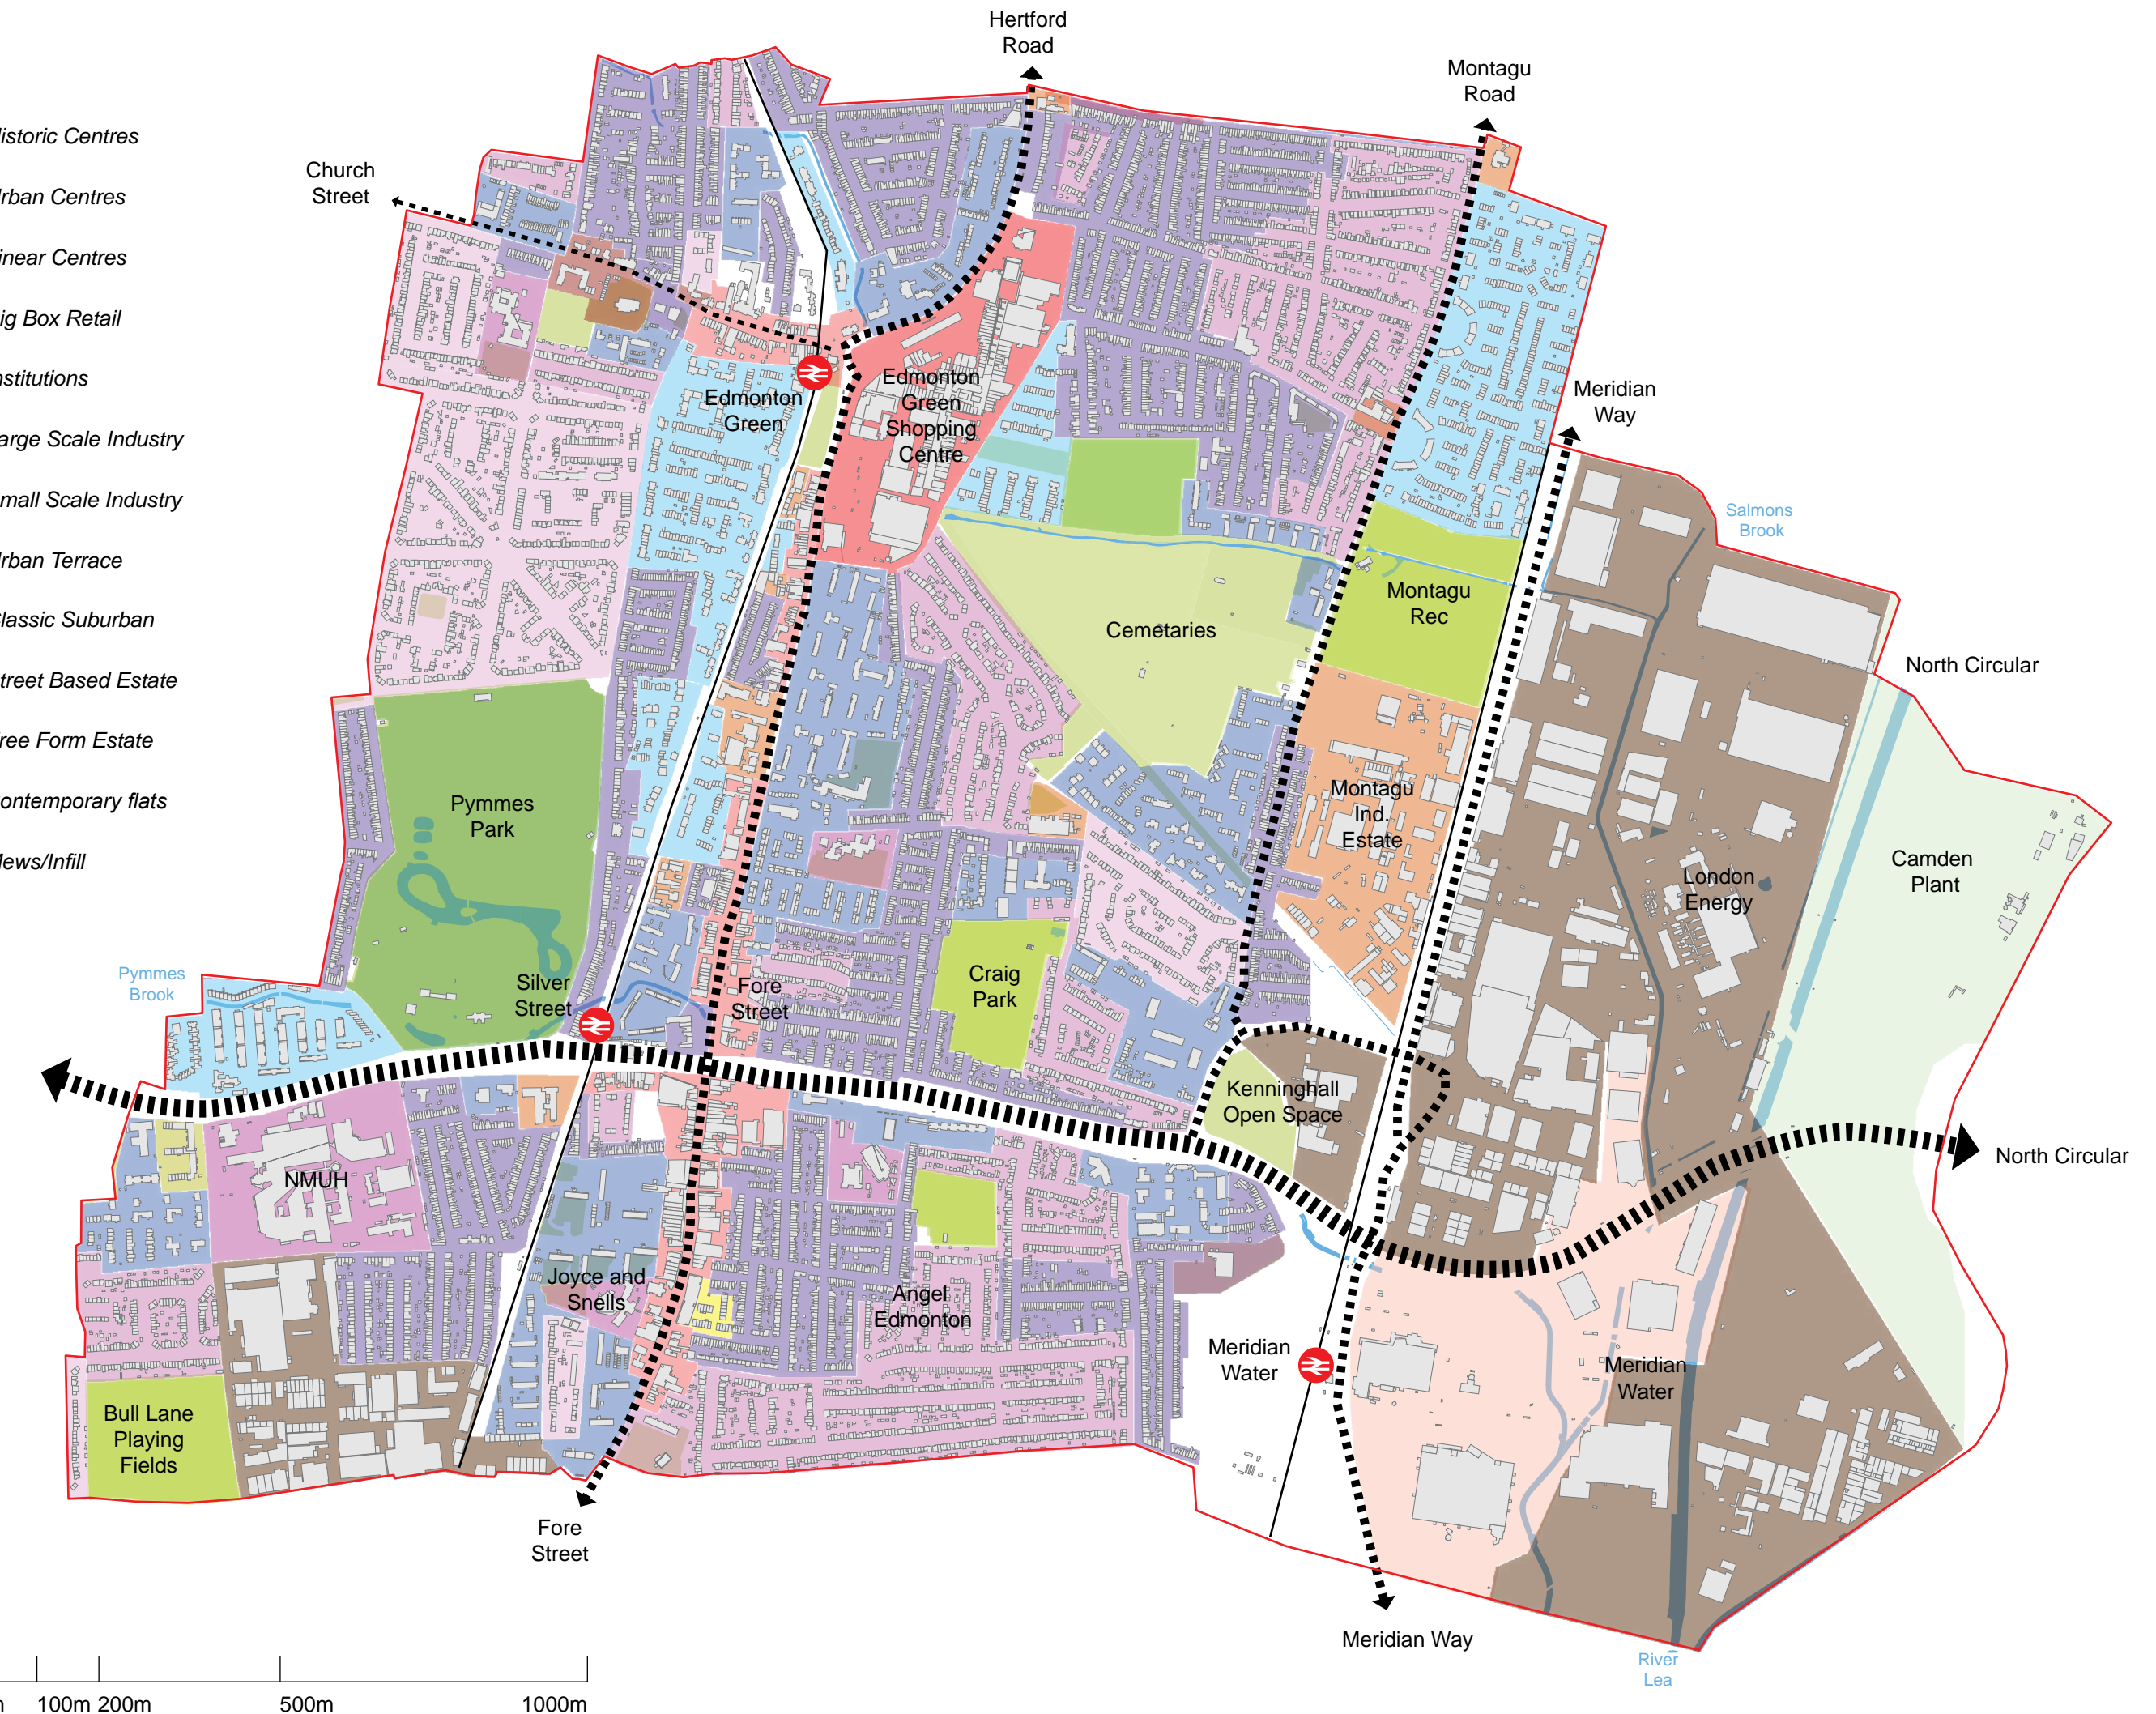 istoric Centres
rban Centres
inear Centres
ig Box Retail
nstitutions
arge Scale Industry
mall Scale Industry
rban Terrace
lassic Suburban
treet Based Estate
ree Form Estate
ontemporary flats
ews/Infill
Hertford
Road
Montagu
Road
Church
Street
Meridian
Way
Edmonton
Green
Edmonton
Green
Shopping
Centre
Salmons
Brook
Montagu
Rec
Cemetaries
North Circular
Pymmes
Park
Montagu
Ind.
Estate
London
Energy
Camden
Plant
Pymmes
Brook
Silver
Street
Fore
Street
Craig
Park
Kenninghall
Open Space
North Circular
NMUH
Joyce and
Snells
Angel
Edmonton
Meridian
Water
Meridian
Water
Bull Lane
Playing
Fields
Fore
Street
Meridian Way
River
Lea
100m 200m 500m 1000m